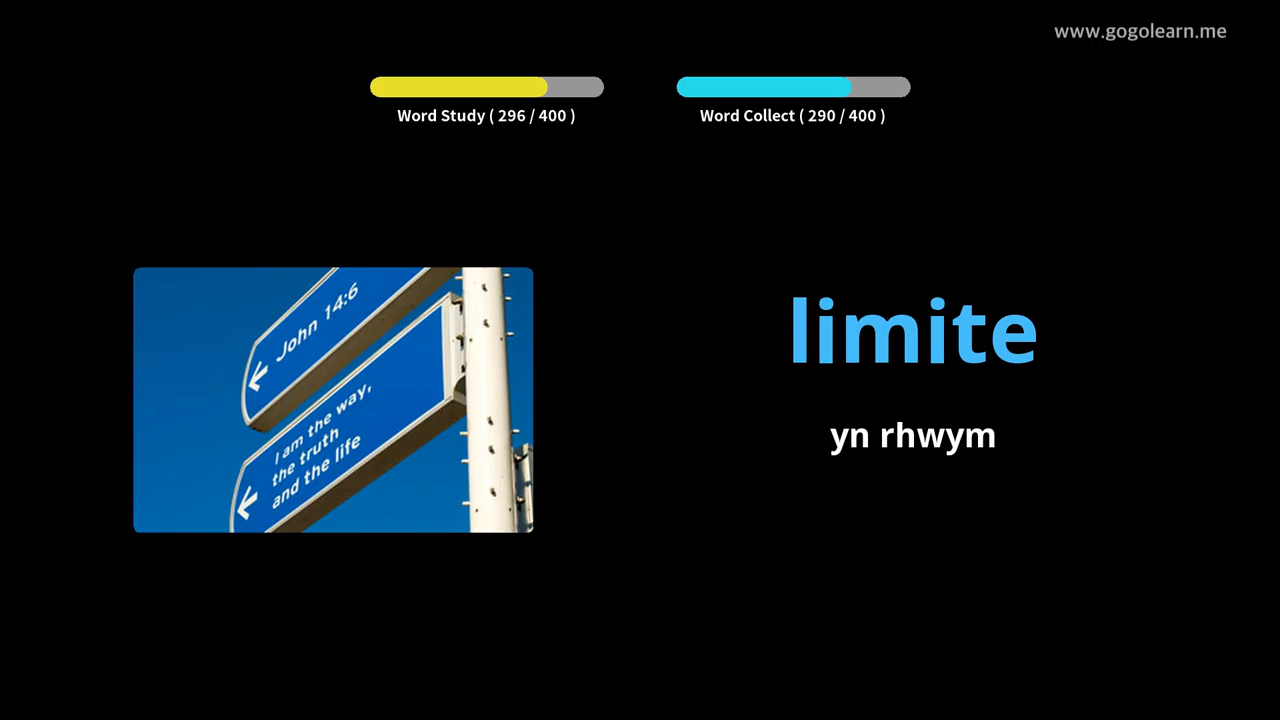 www.gogolearn.me
Word Study ( 296 / 400 )
Word Collect ( 290 / 400 )
John 14:6
I am the way,
the truth
and the life
limite
yn rhwym